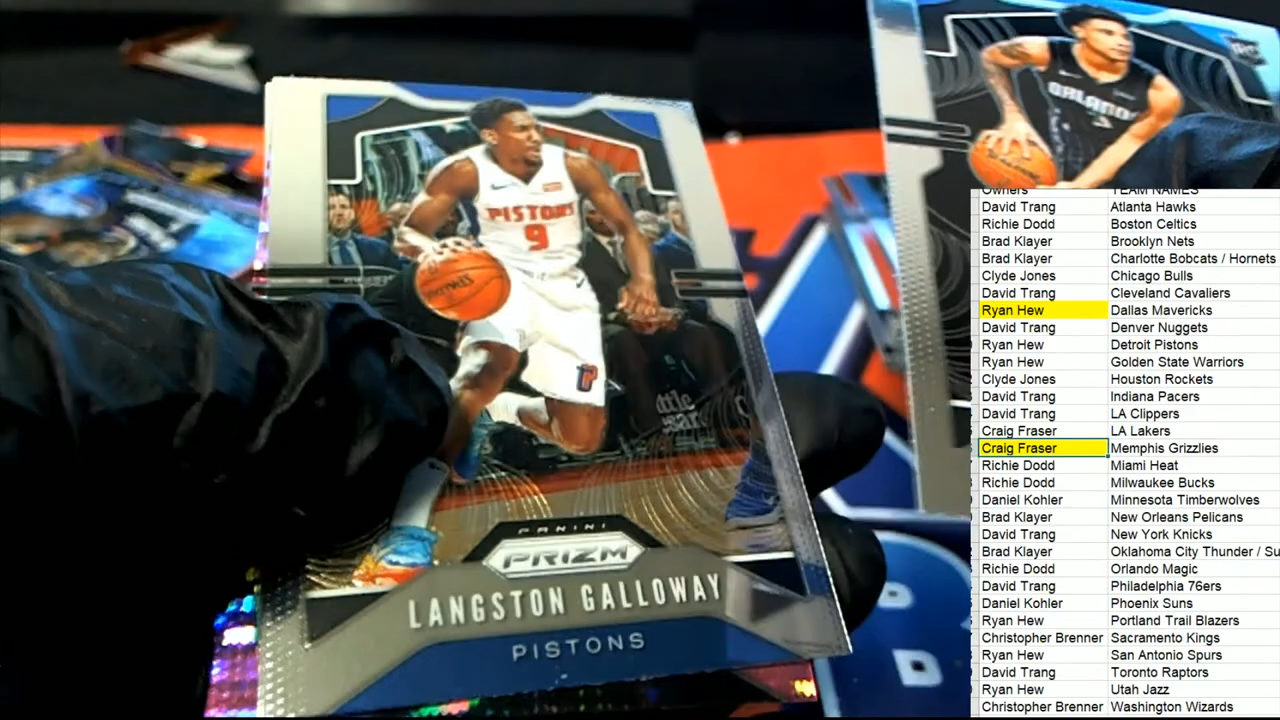 PISTONS
9
PANINI
PRIZM
LANGSTON GALLOWAY
PISTONS
ORLANDO
RC
Owners TEAM NAMES
David Trang Atlanta Hawks
Richie Dodd Boston Celtics
Brad Klayer Brooklyn Nets
Brad Klayer Charlotte Bobcats / Hornets
Clyde Jones Chicago Bulls
David Trang Cleveland Cavaliers
Ryan Hew Dallas Mavericks
David Trang Denver Nuggets
Ryan Hew Detroit Pistons
Ryan Hew Golden State Warriors
Clyde Jones Houston Rockets
David Trang Indiana Pacers
David Trang LA Clippers
Craig Fraser LA Lakers
Craig Fraser Memphis Grizzlies
Richie Dodd Miami Heat
Richie Dodd Milwaukee Bucks
Daniel Kohler Minnesota Timberwolves
Brad Klayer New Orleans Pelicans
David Trang New York Knicks
Brad Klayer Oklahoma City Thunder / Su
Richie Dodd Orlando Magic
David Trang Philadelphia 76ers
Daniel Kohler Phoenix Suns
Ryan Hew Portland Trail Blazers
Christopher Brenner Sacramento Kings
Ryan Hew San Antonio Spurs
David Trang Toronto Raptors
Ryan Hew Utah Jazz
Christopher Brenner Washington Wizards